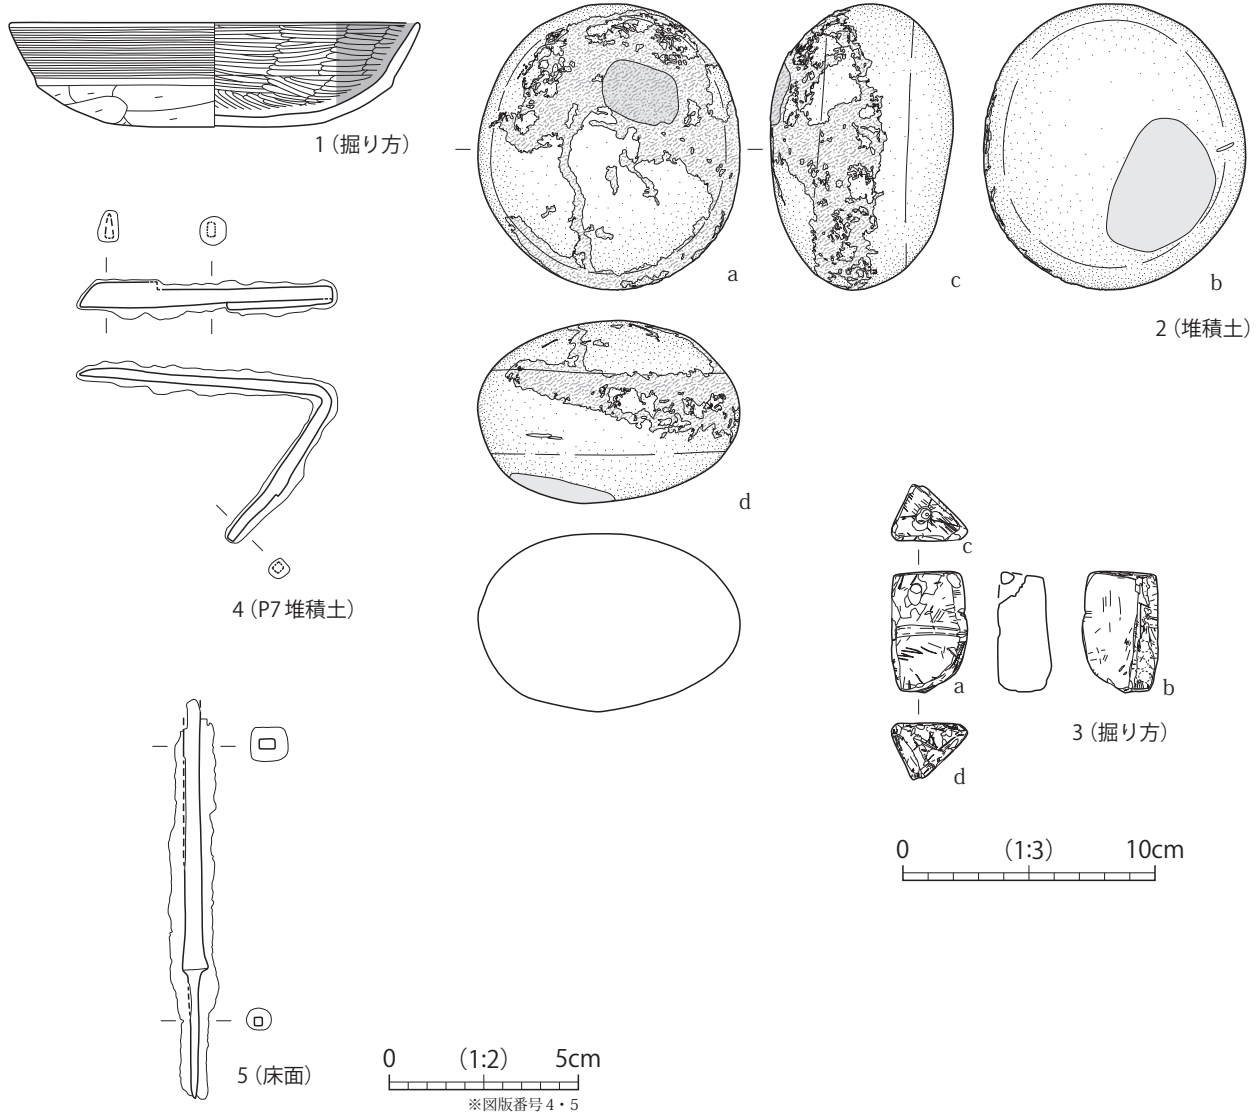 1（掘り方）
a
c
b
2（堆積土）
d
4（P7 堆積土）
c
a
b
3（掘り方）
d
0 （1:3） 10cm
5（床面）
0 （1:2） 5cm
※図版番号 4・5